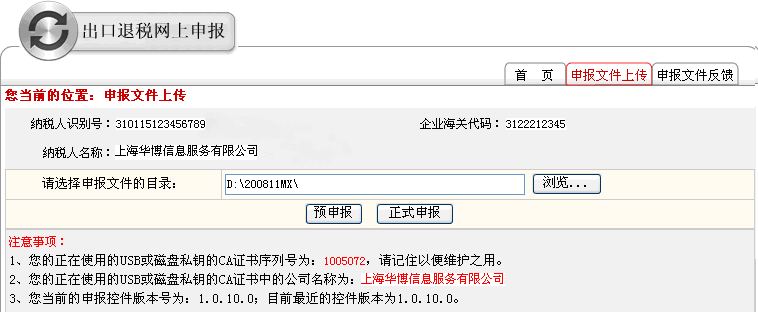 出口退税网上申报
首 页 申报文件上传 申报文件反馈
您当前的位置：申报文件上传
纳税人识别号：310115123456789 企业海关代码：3122212345
纳税人名称：上海华博信息服务有限公司
请选择申报文件的目录： D:\200811MX\ 浏览...
预申报 正式申报
注意事项：
1、您的正在使用的USB或磁盘私钥的CA证书序列号为：1005072，请记住以便维护之用。
2、您的正在使用的USB或磁盘私钥的CA证书中的公司名称为：上海华博信息服务有限公司
3、您当前的申报控件版本号为：1.0.10.0；目前最近的控件版本为1.0.10.0。